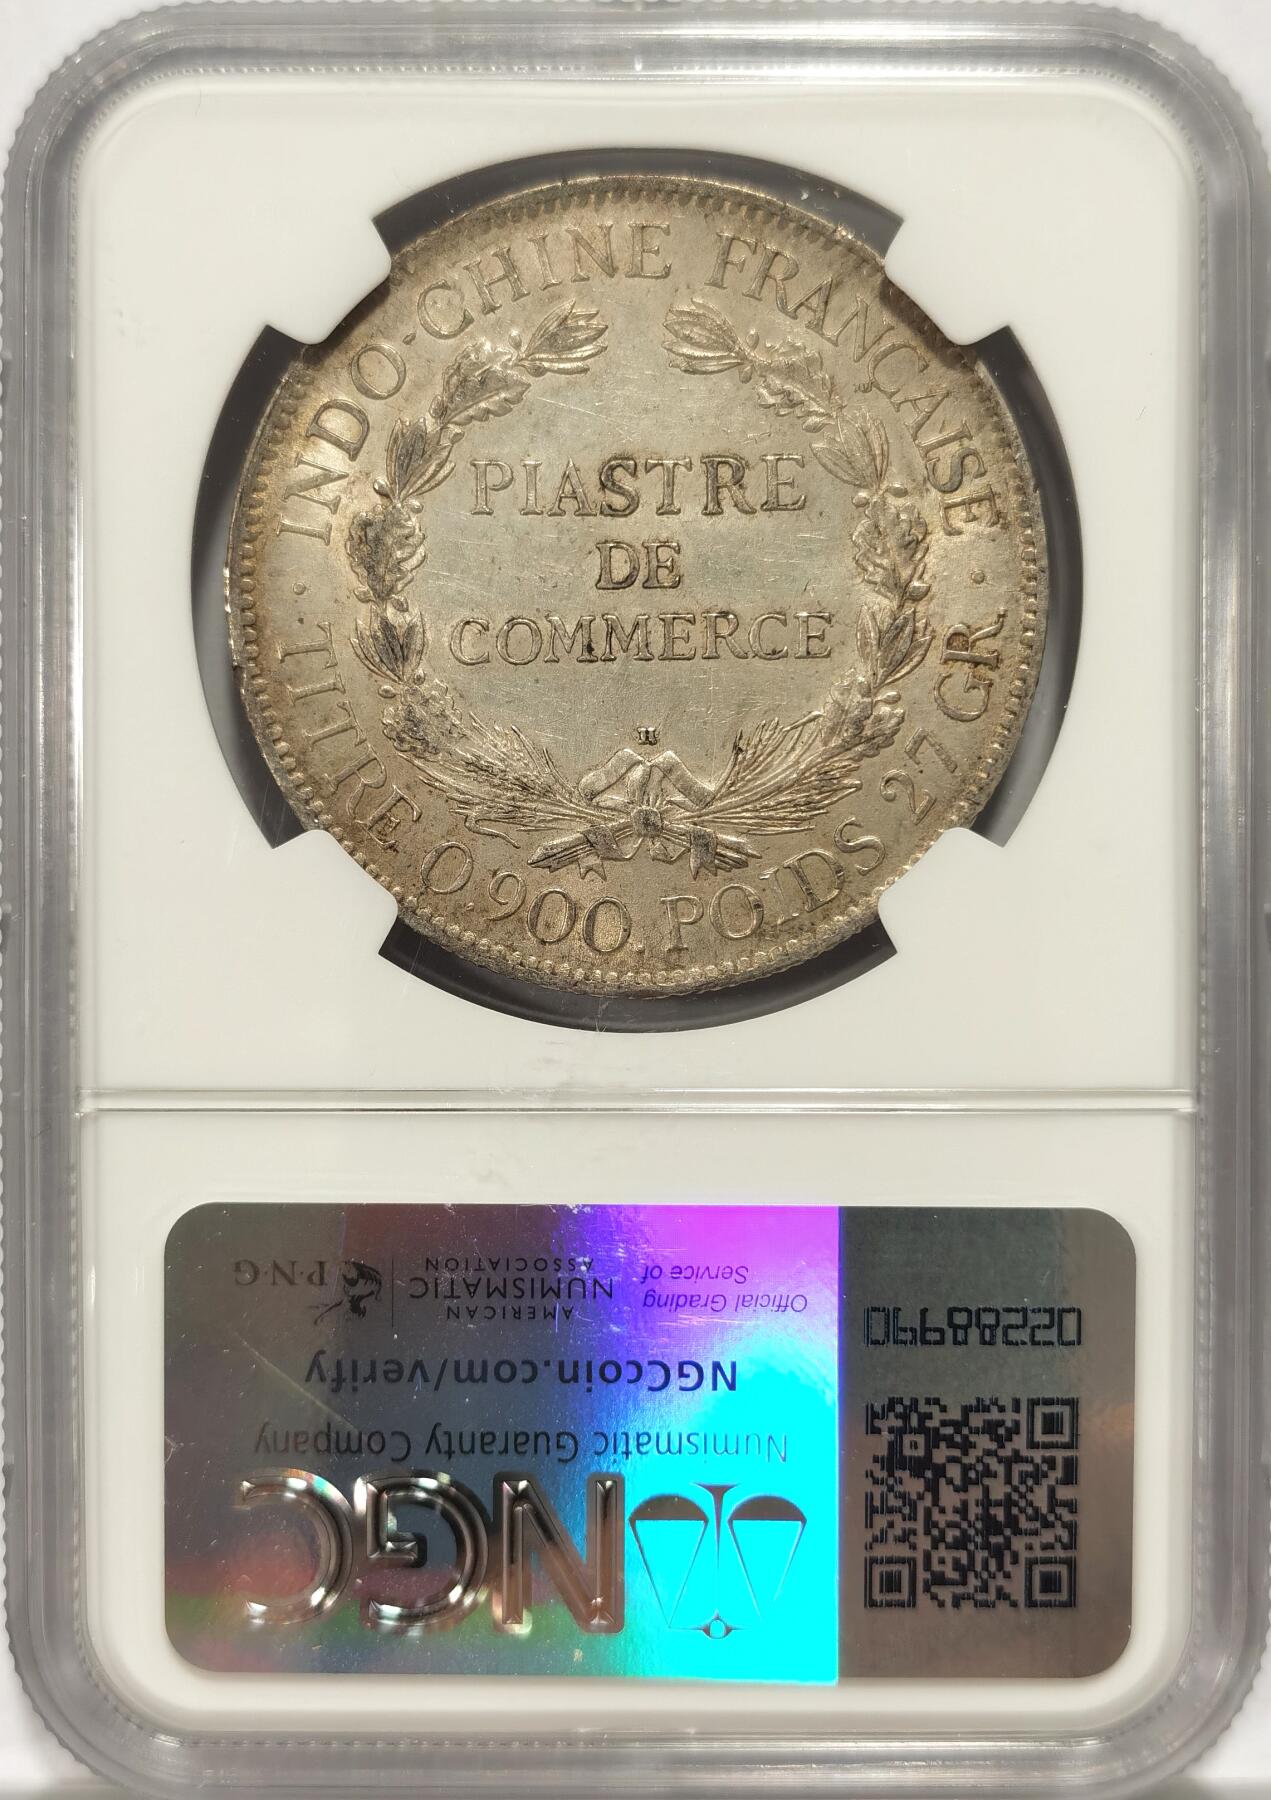 INDO-CHINE FRANÇAISE
PIASTRE
DE
COMMERCE
H
TITRE 0,900. POIDS 27 GR.
NGC
Numismatic Guaranty Company
NGCcoin.com/verify
Official Grading
Service of
AMERICAN
NUMISMATIC
ASSOCIATION
P·N·G